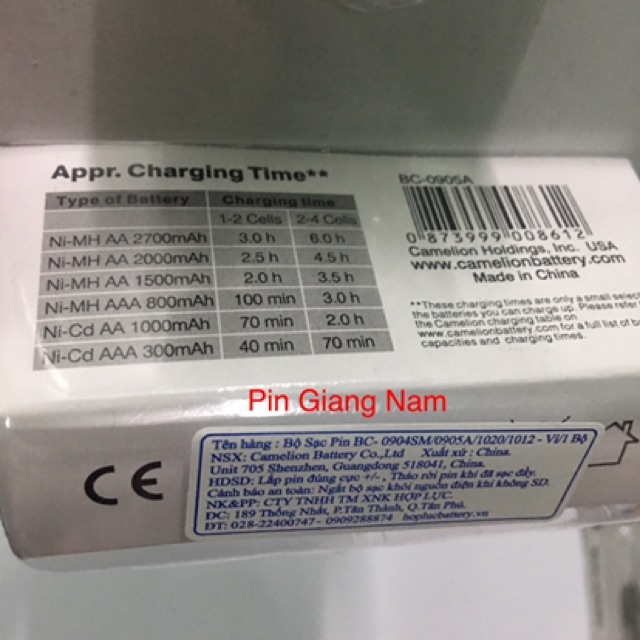 Appr. Charging Time**
Type of Battery Charging time
1-2 Cells 2-4 Cells
Ni-MH AA 2700mAh 3.0 h 6.0 h
Ni-MH AA 2000mAh 2.5 h 4.5 h
Ni-MH AA 1500mAh 2.0 h 3.5 h
Ni-MH AAA 800mAh 100 min 3.0 h
Ni-Cd AA 1000mAh 70 min 2.0 h
Ni-Cd AAA 300mAh 40 min 70 min
BC-0905A
0 873999 008612
Camelion Holdings, Inc. USA
www.camelionbattery.com
Made in China
**These charging times are only a small select
the batteries you can charge up. Please refer
the Camelion charging table
www.camelionbattery.com for a full list of
capacities and charging times.
Pin Giang Nam
CE
Tên hàng : Bộ Sạc Pin BC- 0904SM/0905A/1020/1012 - Vỉ/1 Bộ
NSX: Camelion Battery Co.,Ltd Xuất xứ : China.
Unit 705 Shenzhen, Guangdong 518041, China.
HDSD: Lắp pin đúng cực +/- , Tháo rời pin khi đã sạc đầy.
Cảnh báo an toàn: Ngắt bộ sạc khỏi nguồn điện khi không SD.
NK&PP: CTY TNHH TM XNK HỢP LỰC.
ĐC: 189 Thống Nhất, P.Tân Thành, Q.Tân Phú.
ĐT: 028-22400747 - 0909288874 hoplucbattery.vn